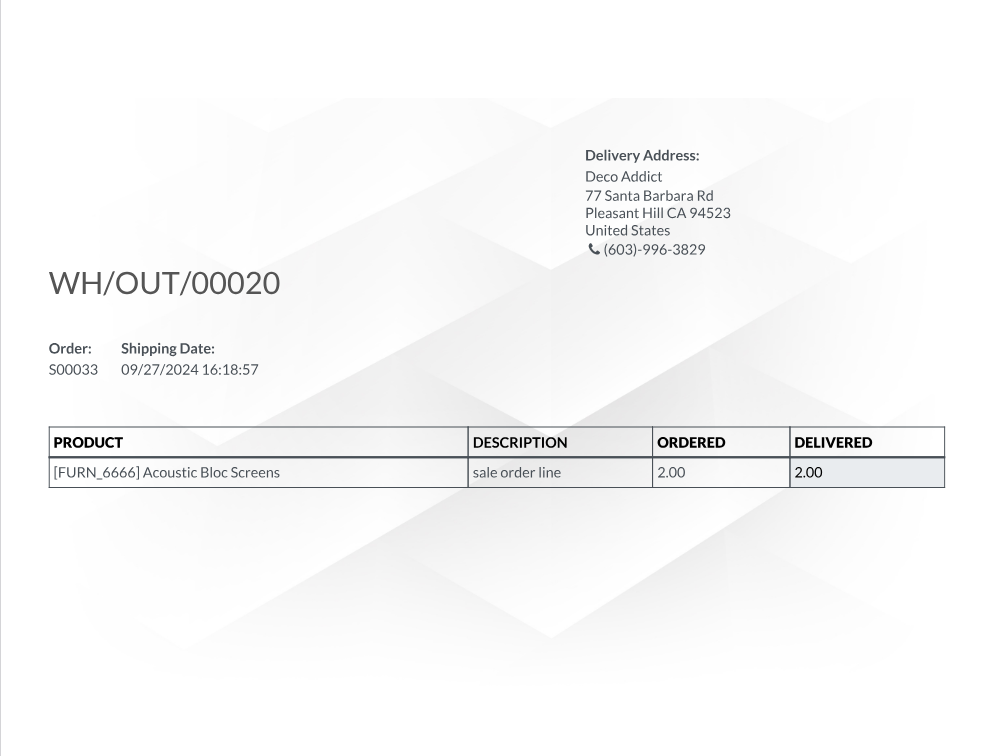 Delivery Address:
Deco Addict
77 Santa Barbara Rd
Pleasant Hill CA 94523
United States
(603)-996-3829
WH/OUT/00020
Order: Shipping Date:
S00033 09/27/2024 16:18:57
PRODUCT DESCRIPTION ORDERED DELIVERED
[FURN_6666] Acoustic Bloc Screens sale order line 2.00 2.00